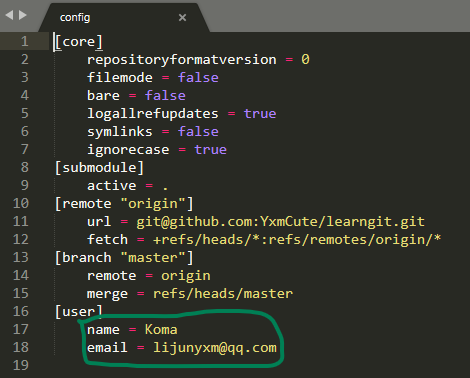 config
1 [core]
2 repositoryformatversion = 0
3 filemode = false
4 bare = false
5 logallrefupdates = true
6 symlinks = false
7 ignorecase = true
8 [submodule]
9 active = .
10 [remote "origin"]
11 url = git@github.com:YxmCute/learngit.git
12 fetch = +refs/heads/*:refs/remotes/origin/*
13 [branch "master"]
14 remote = origin
15 merge = refs/heads/master
16 [user]
17 name = Koma
18 email = lijunyxm@qq.com
19